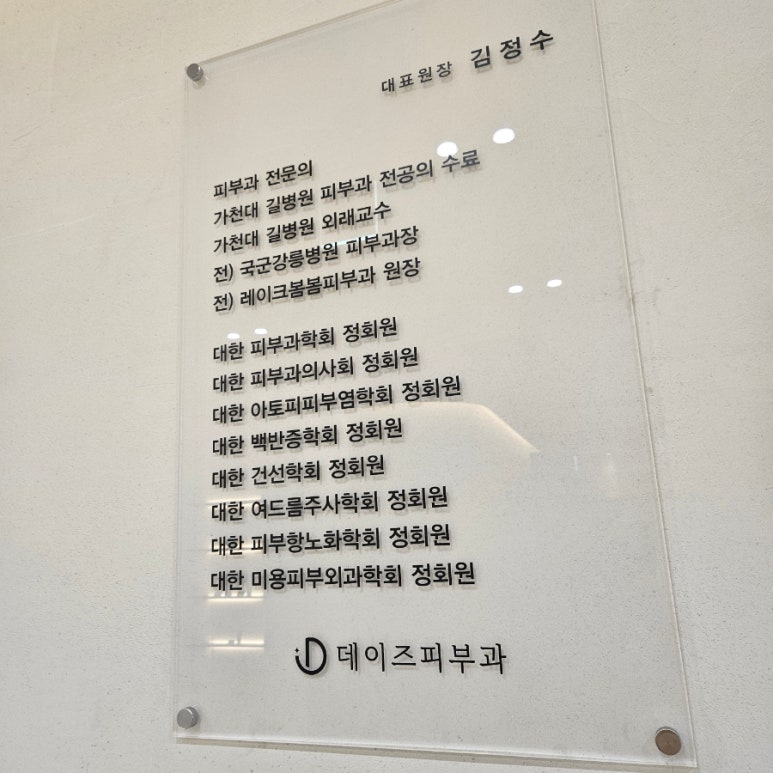 대표원장 김정수
피부과 전문의
가천대 길병원 피부과 전공의 수료
가천대 길병원 외래교수
전) 국군강릉병원 피부과장
전) 레이크봄봄피부과 원장
대한 피부과학회 정회원
대한 피부과의사회 정회원
대한 아토피피부염학회 정회원
대한 백반증학회 정회원
대한 건선학회 정회원
대한 여드름주사학회 정회원
대한 피부항노화학회 정회원
대한 미용피부외과학회 정회원
데이즈피부과